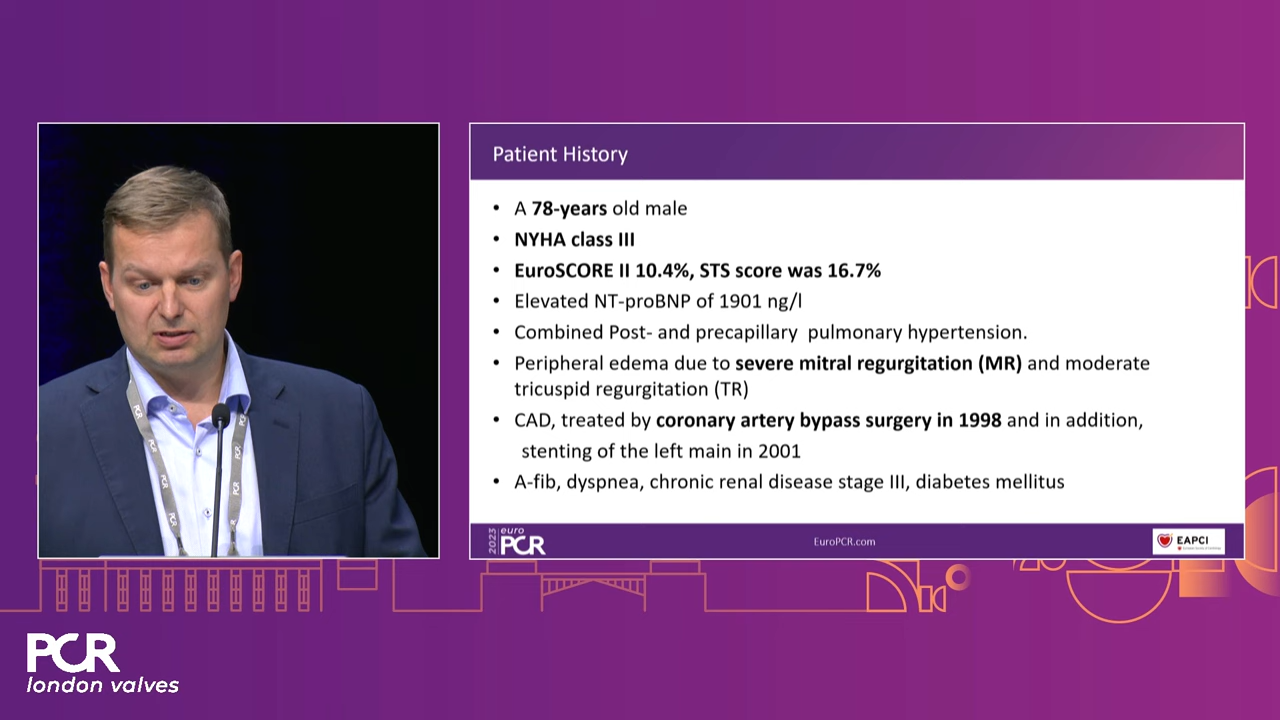 Patient History
• A 78-years old male
• NYHA class III
• EuroSCORE II 10.4%, STS score was 16.7%
• Elevated NT-proBNP of 1901 ng/l
• Combined Post- and precapillary pulmonary hypertension.
• Peripheral edema due to severe mitral regurgitation (MR) and moderate
tricuspid regurgitation (TR)
• CAD, treated by coronary artery bypass surgery in 1998 and in addition,
stenting of the left main in 2001
• A-fib, dyspnea, chronic renal disease stage III, diabetes mellitus
2023 euro
PCR
EuroPCR.com
EAPCI
PCR
PCR
PCR
PCR
PCR
london valves